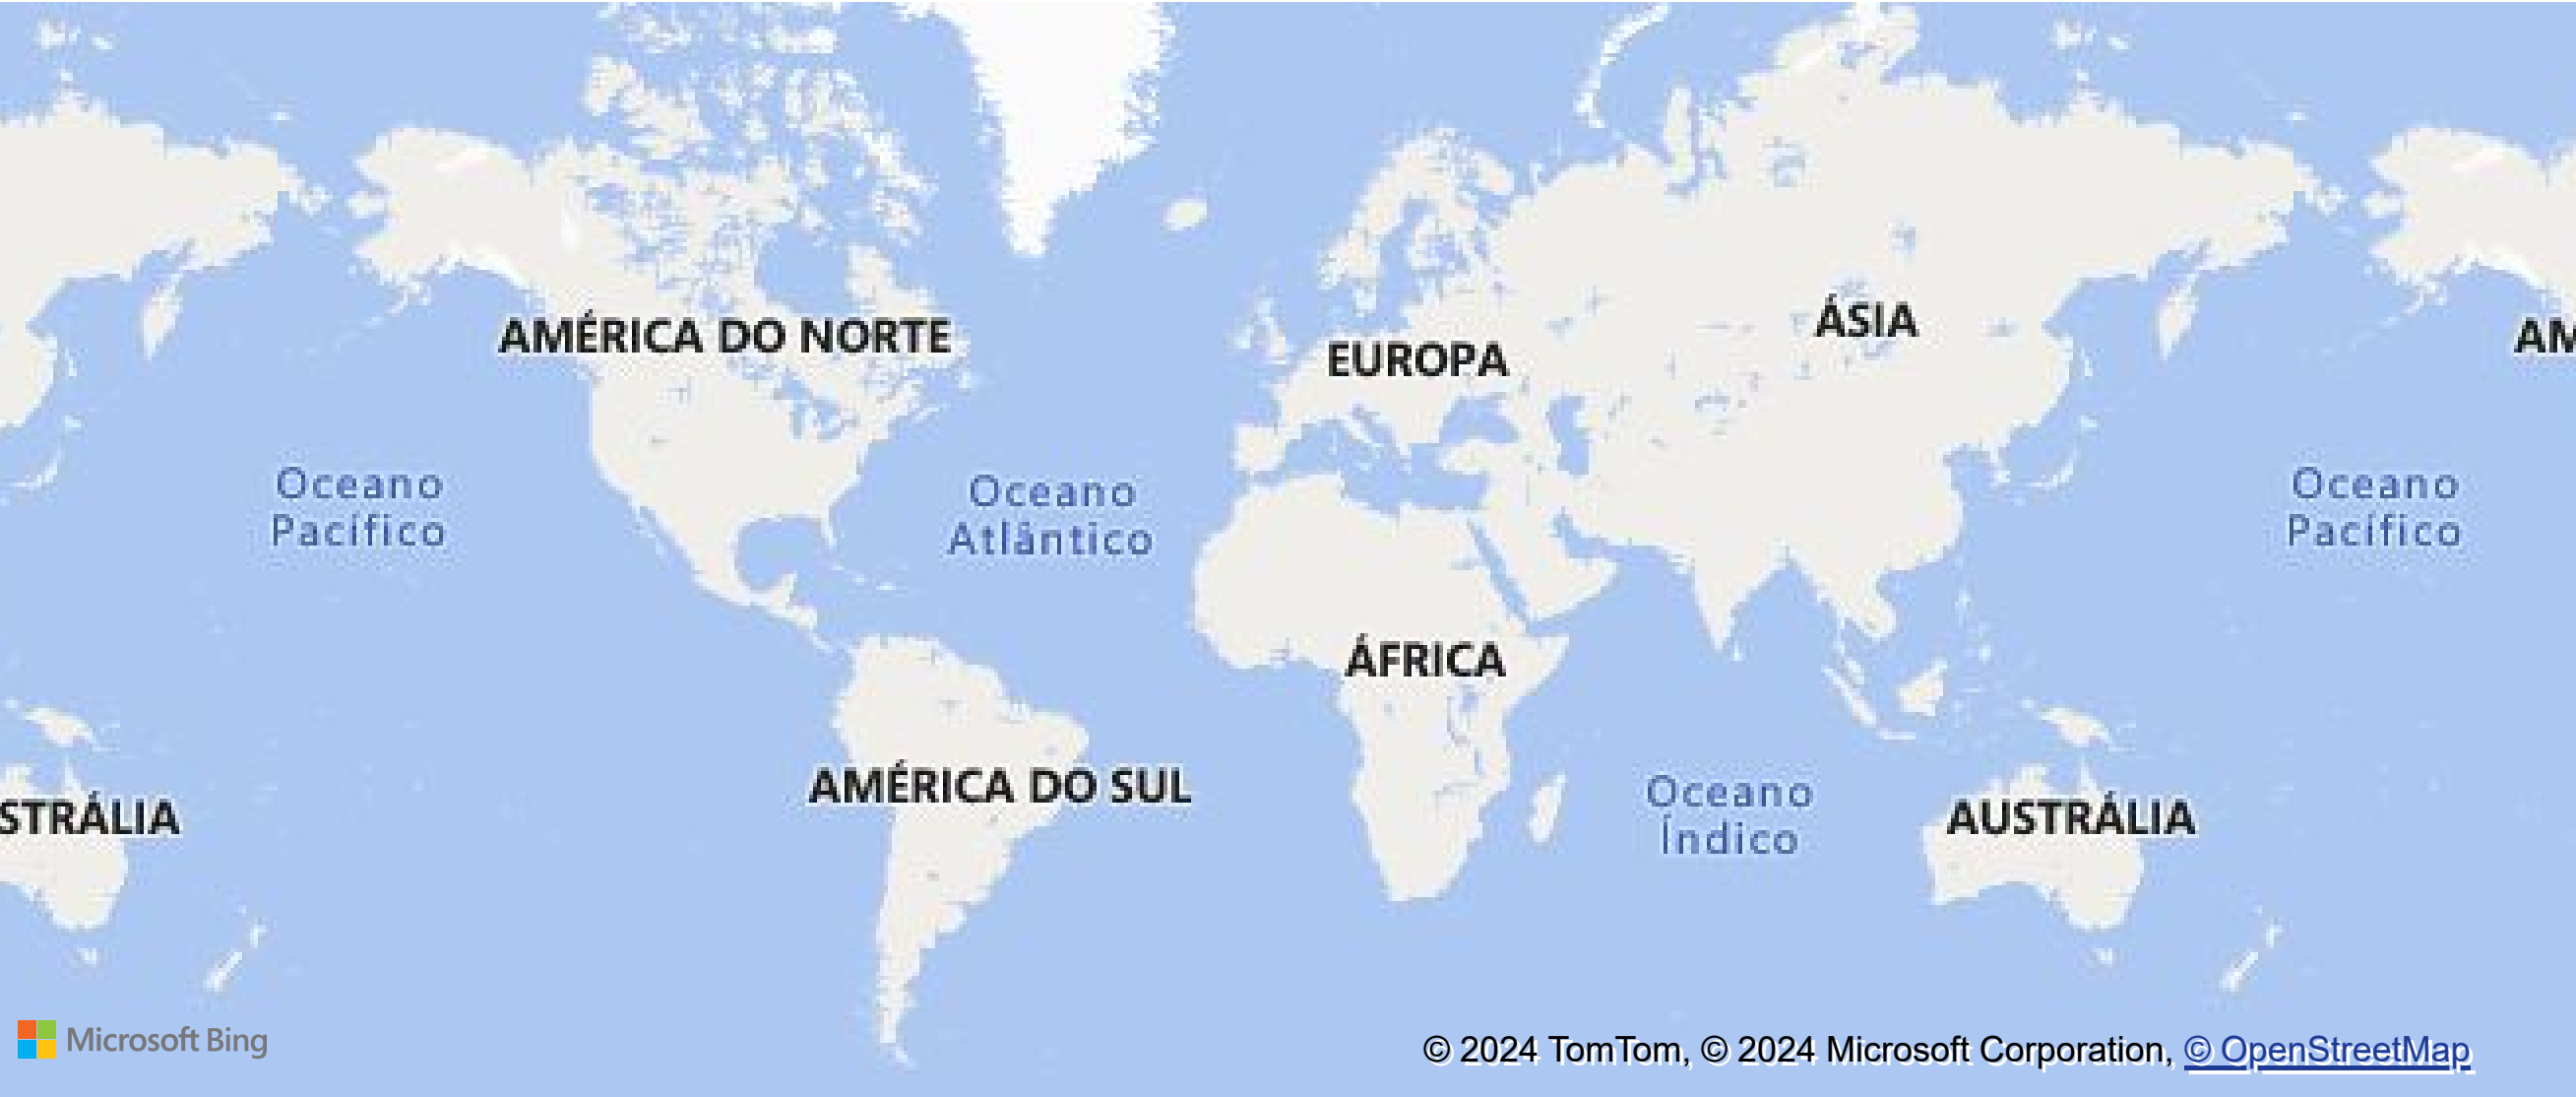 AMÉRICA DO NORTE
ÁSIA
AM
EUROPA
Oceano
Pacífico
Oceano
Atlântico
Oceano
Pacífico
ÁFRICA
AMÉRICA DO SUL
Oceano
Índico
STRÁLIA
AUSTRÁLIA
Microsoft Bing
© 2024 TomTom, © 2024 Microsoft Corporation, © OpenStreetMap